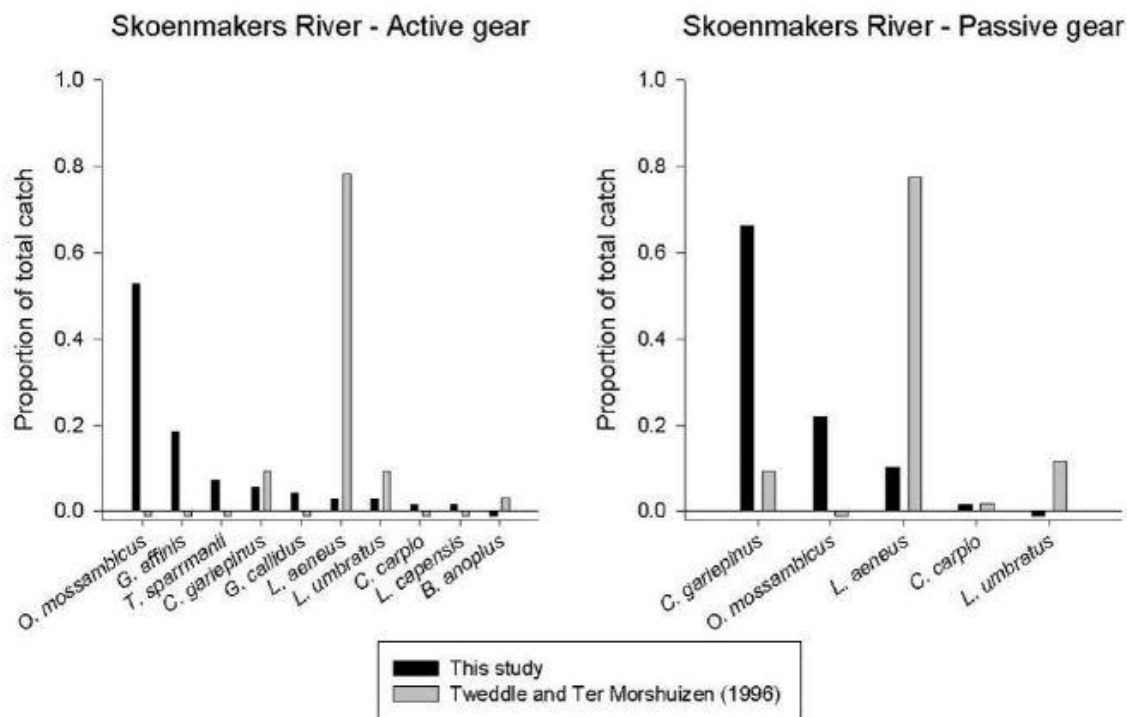 Skoenmakers River - Active gear
Proportion of total catch
1.0
0.8
0.6
0.4
0.2
0.0
O. mossambicus
G. affinis
T. sparrmanii
C. gariepinus
G. callidus
L. aeneus
L. umbratus
C. carpio
L. capensis
B. anoplus
Skoenmakers River - Passive gear
Proportion of total catch
1.0
0.8
0.6
0.4
0.2
0.0
C. gariepinus
O. mossambicus
L. aeneus
C. carpio
L. umbratus
This study
Tweddle and Ter Morshuizen (1996)